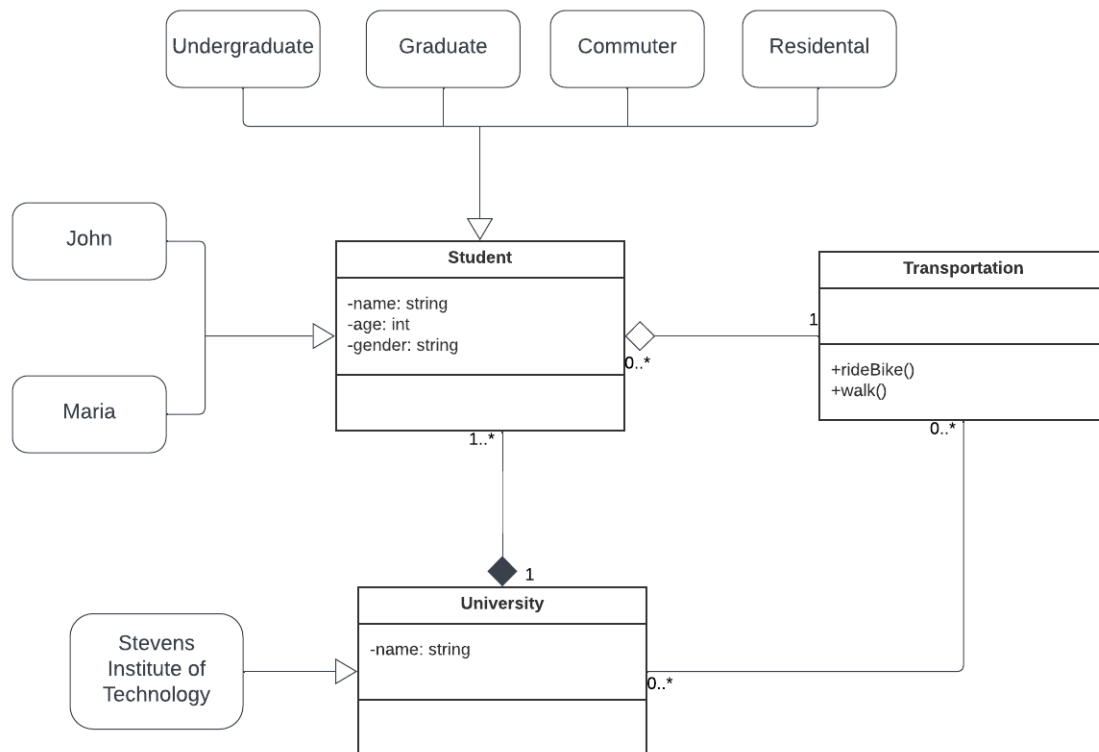 Undergraduate
Graduate
Commuter
Residental
John
Maria
Student
-name: string
-age: int
-gender: string
Transportation
+rideBike()
+walk()
1
0..*
0..*
1..*
1
University
-name: string
0..*
Stevens
Institute of
Technology